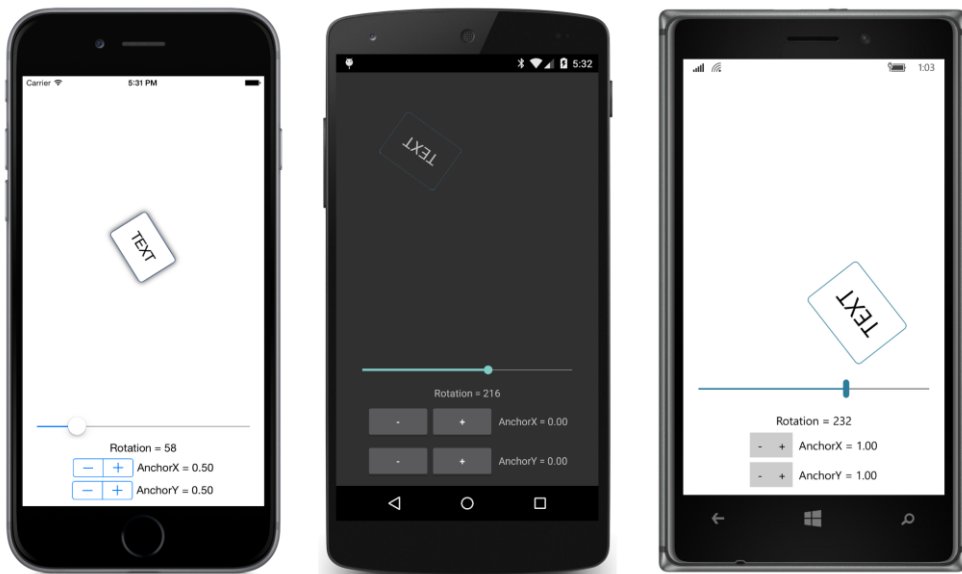 Carrier 5:31 PM
TEXT
Rotation = 58
− + AnchorX = 0.50
− + AnchorY = 0.50
5:32
TEXT
Rotation = 216
- + AnchorX = 0.00
- + AnchorY = 0.00
1:03
TEXT
Rotation = 232
- + AnchorX = 1.00
- + AnchorY = 1.00